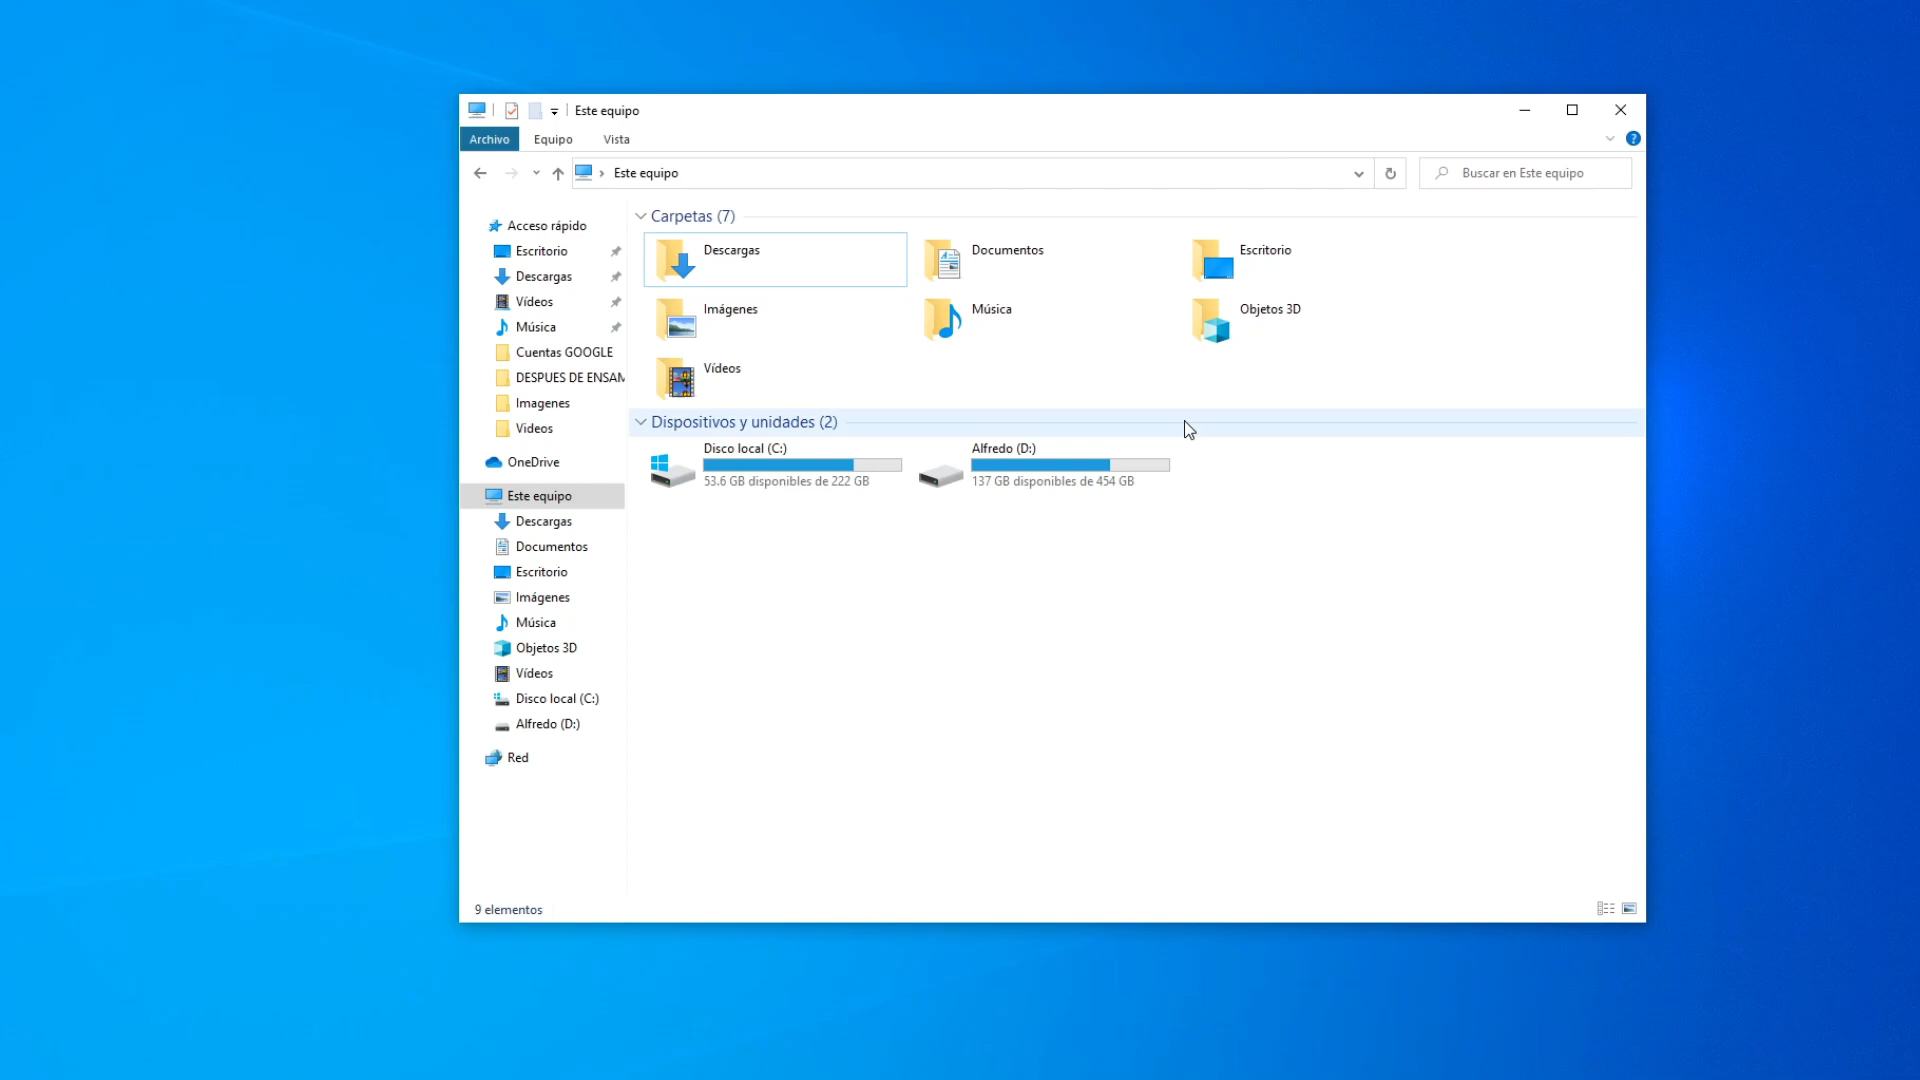 Este equipo
Archivo
Equipo
Vista
?
Este equipo
Buscar en Este equipo
Acceso rápido
Escritorio
Descargas
Vídeos
Música
Cuentas GOOGLE
DESPUES DE ENSAM
Imagenes
Videos
OneDrive
Este equipo
Descargas
Documentos
Escritorio
Imágenes
Música
Objetos 3D
Vídeos
Disco local (C:)
Alfredo (D:)
Red
Carpetas (7)
Descargas
Documentos
Escritorio
Imágenes
Música
Objetos 3D
Vídeos
Dispositivos y unidades (2)
Disco local (C:)
53.6 GB disponibles de 222 GB
Alfredo (D:)
137 GB disponibles de 454 GB
9 elementos